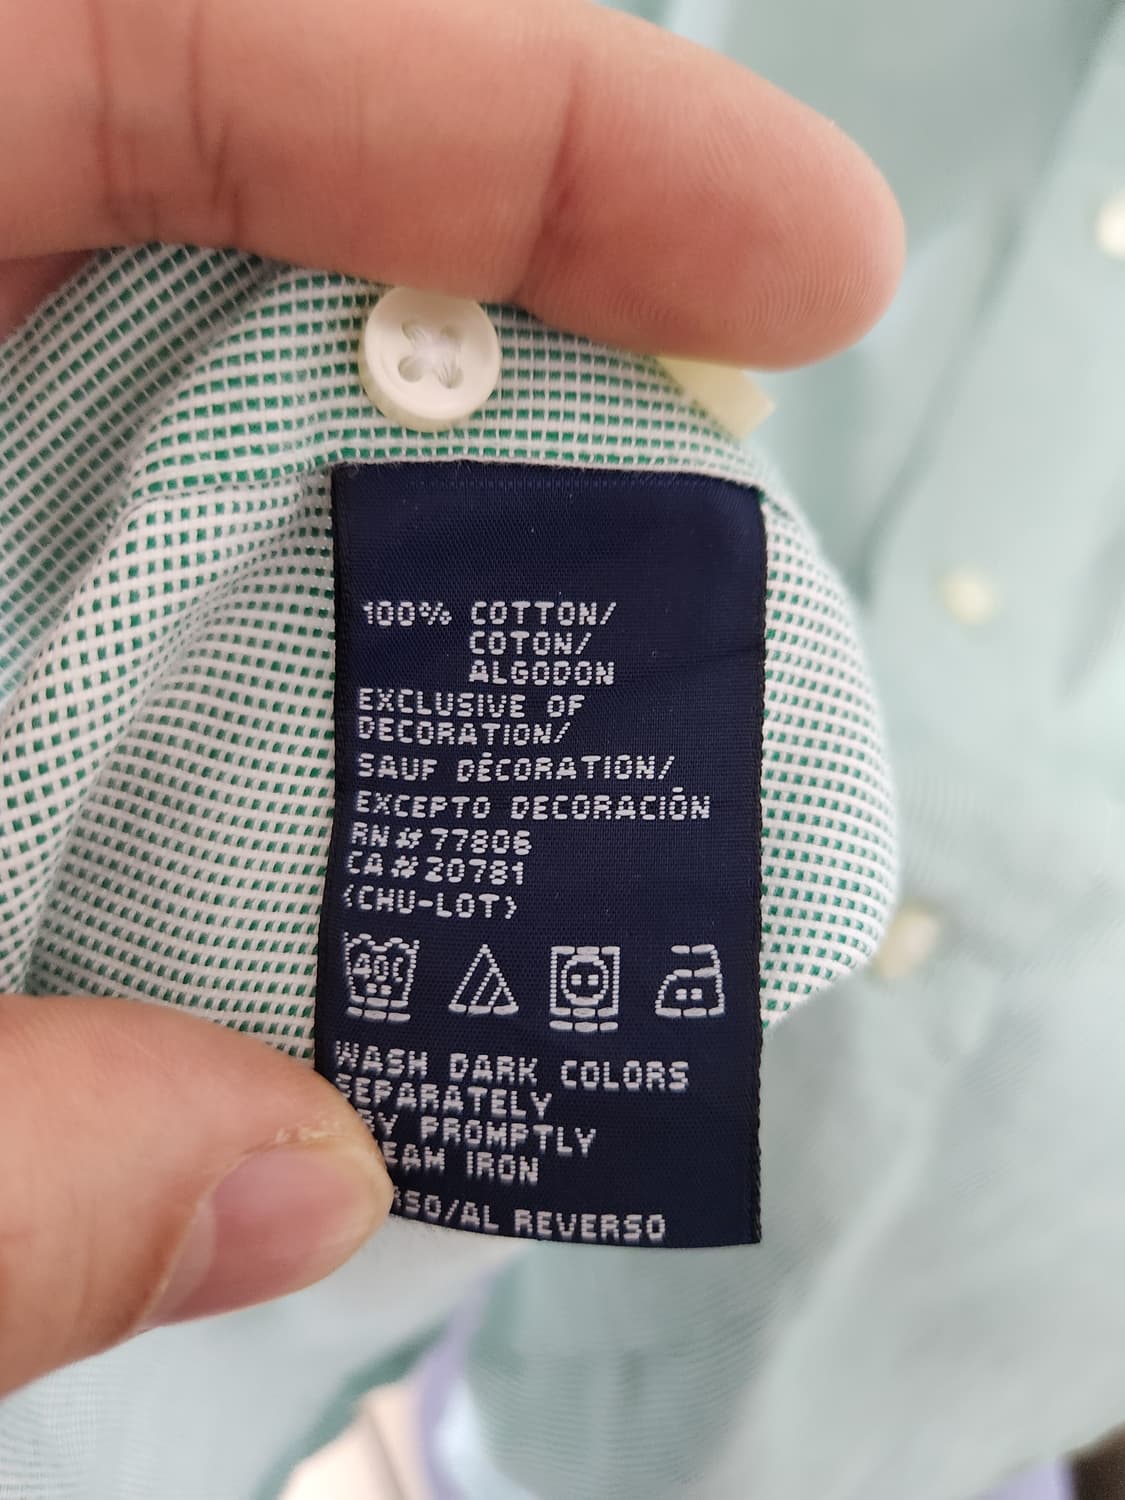 100% COTTON/
COTON/
ALGODON
EXCLUSIVE OF
DECORATION/
SAUF DÉCORATION/
EXCEPTO DECORACIÓN
RN# 77806
CA# 20781
<CHU-LOT>
400
WASH DARK COLORS
SEPARATELY
PROMPTLY
IRON
AL REVERSO